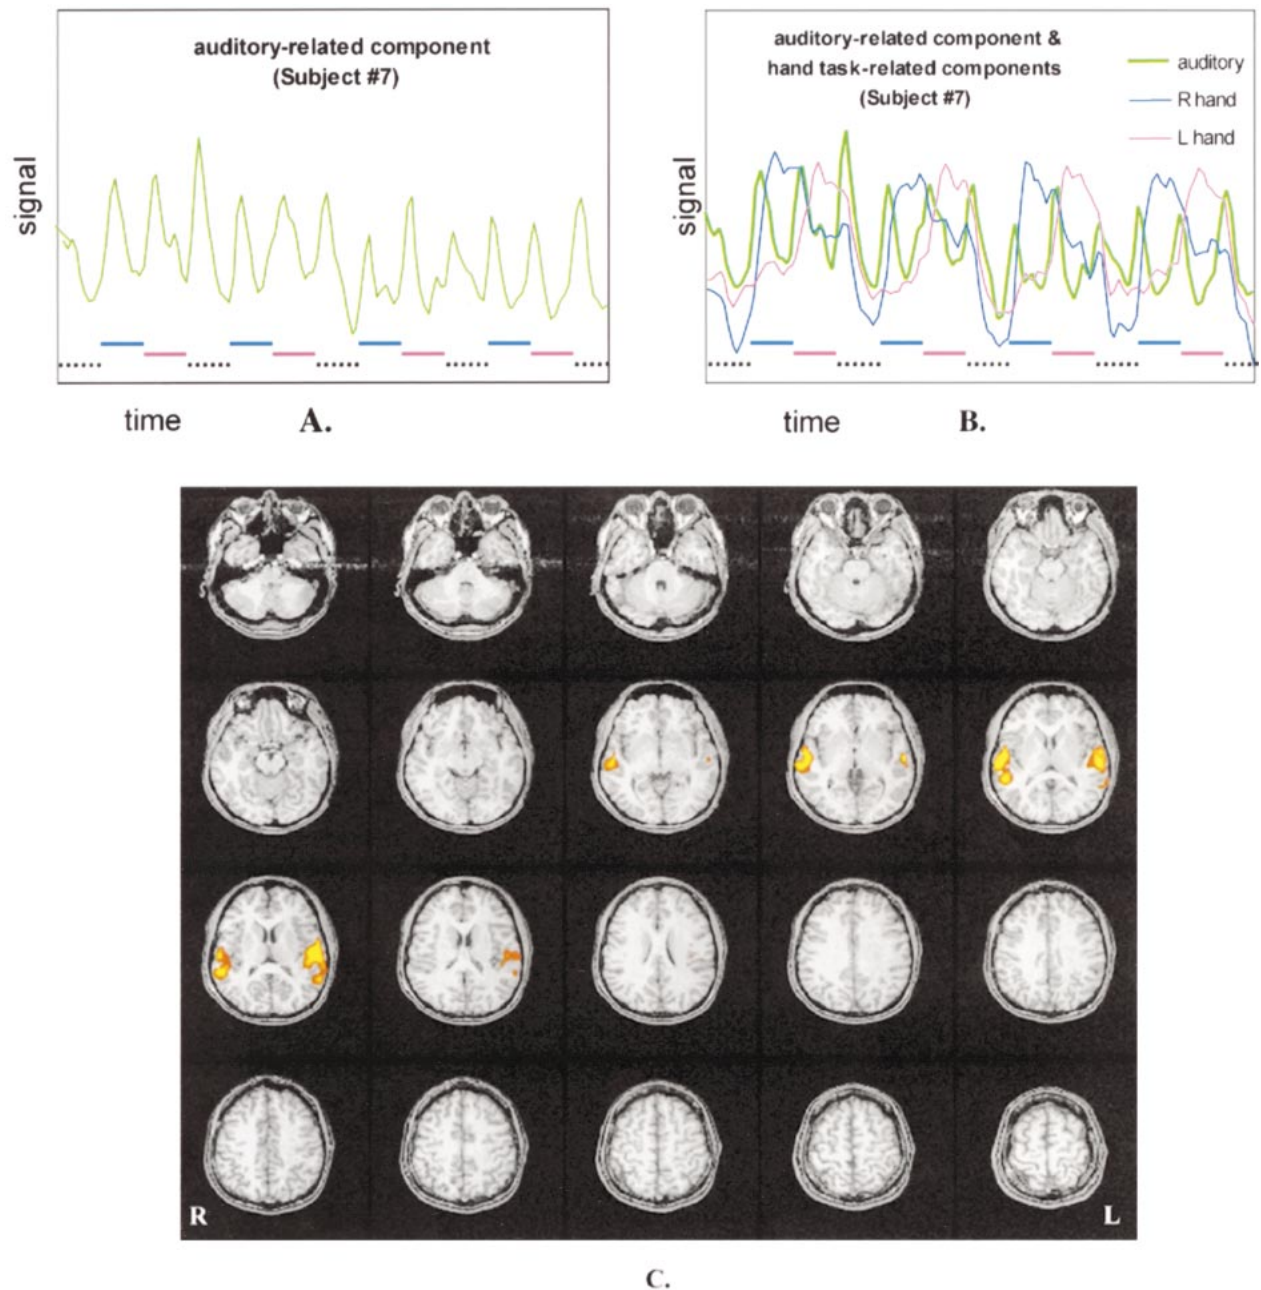 auditory-related component
(Subject #7)
signal
time
A.
auditory-related component &
hand task-related components
(Subject #7)
auditory
R hand
L hand
signal
time
B.
R
L
C.